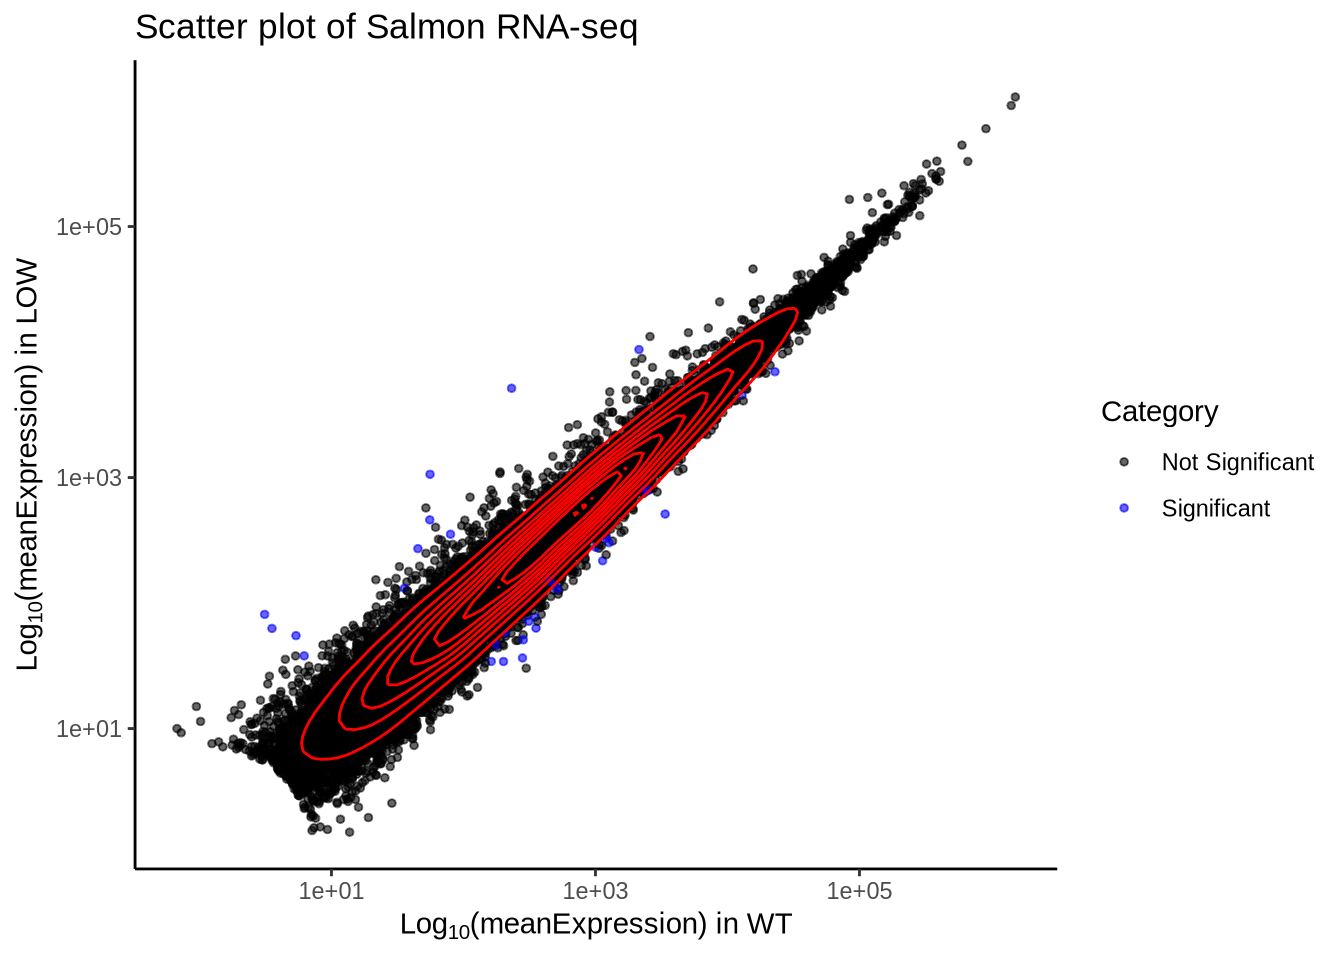 Scatter plot of Salmon RNA-seq
Log₁₀(meanExpression) in LOW
1e+05
1e+03
1e+01
1e+01 1e+03 1e+05
Log₁₀(meanExpression) in WT
Category
Not Significant
Significant